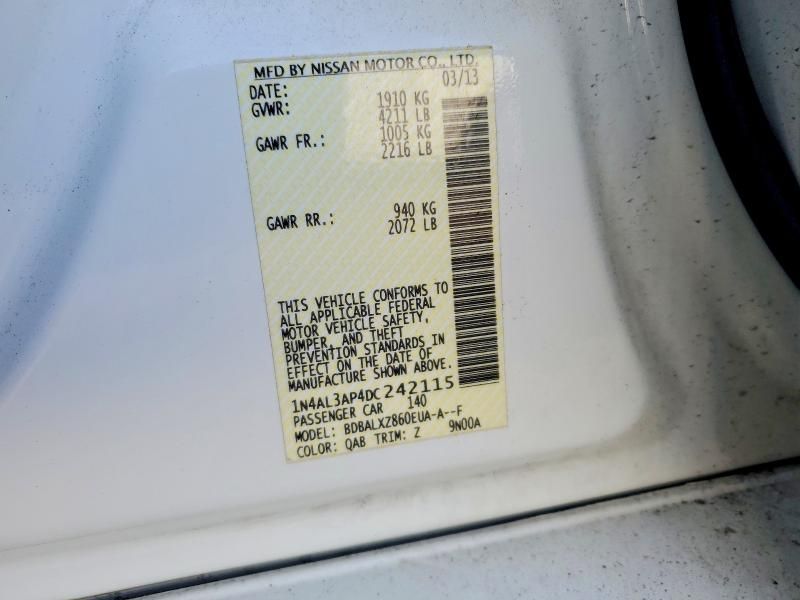 MFD BY NISSAN MOTOR CO., LTD.
DATE: 03/13
GVWR: 1910 KG
4211 LB
GAWR FR.: 1005 KG
2216 LB
GAWR RR.: 940 KG
2072 LB
THIS VEHICLE CONFORMS TO
ALL APPLICABLE FEDERAL
MOTOR VEHICLE SAFETY,
BUMPER, AND THEFT
PREVENTION STANDARDS IN
EFFECT ON THE DATE OF
MANUFACTURE SHOWN ABOVE.
1N4AL3AP4DC242115
PASSENGER CAR 140
MODEL: BDBALXZ860EUA-A--F
COLOR: QAB TRIM: Z 9N00A